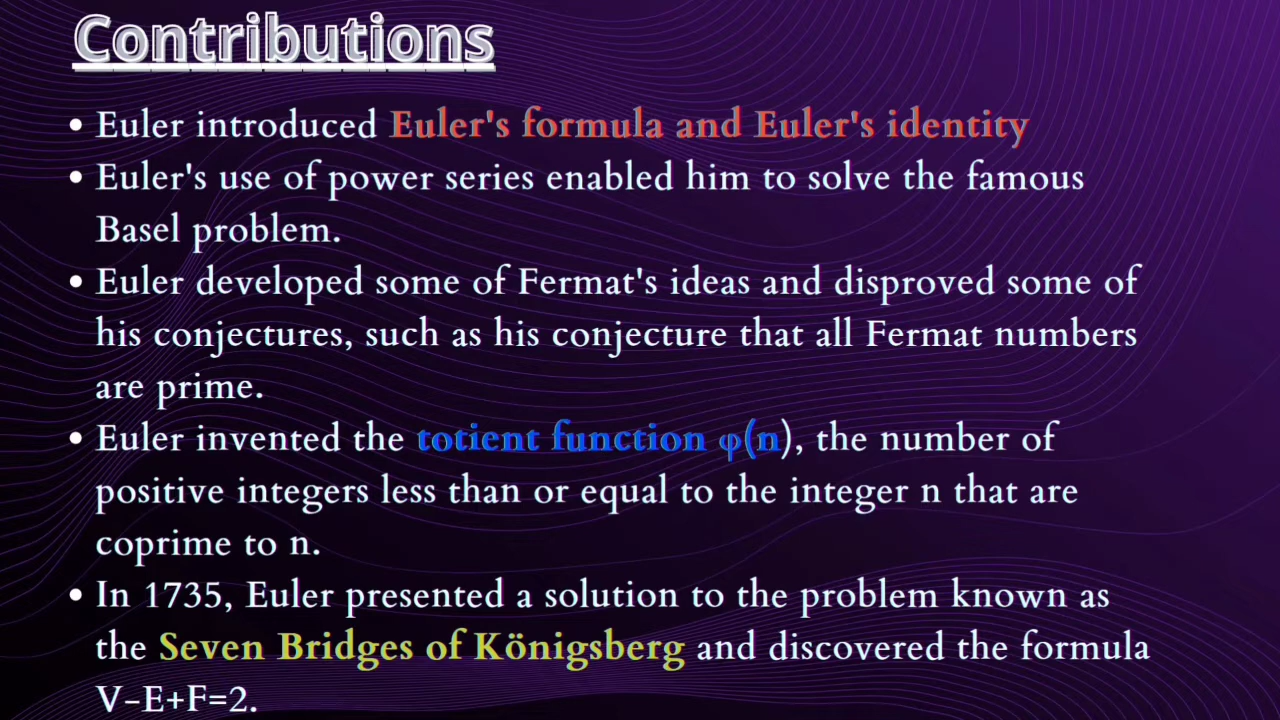 Contributions
• Euler introduced Euler's formula and Euler's identity
• Euler's use of power series enabled him to solve the famous
Basel problem.
• Euler developed some of Fermat's ideas and disproved some of
his conjectures, such as his conjecture that all Fermat numbers
are prime.
• Euler invented the totient function φ(n), the number of
positive integers less than or equal to the integer n that are
coprime to n.
• In 1735, Euler presented a solution to the problem known as
the Seven Bridges of Königsberg and discovered the formula
V−E+F=2.